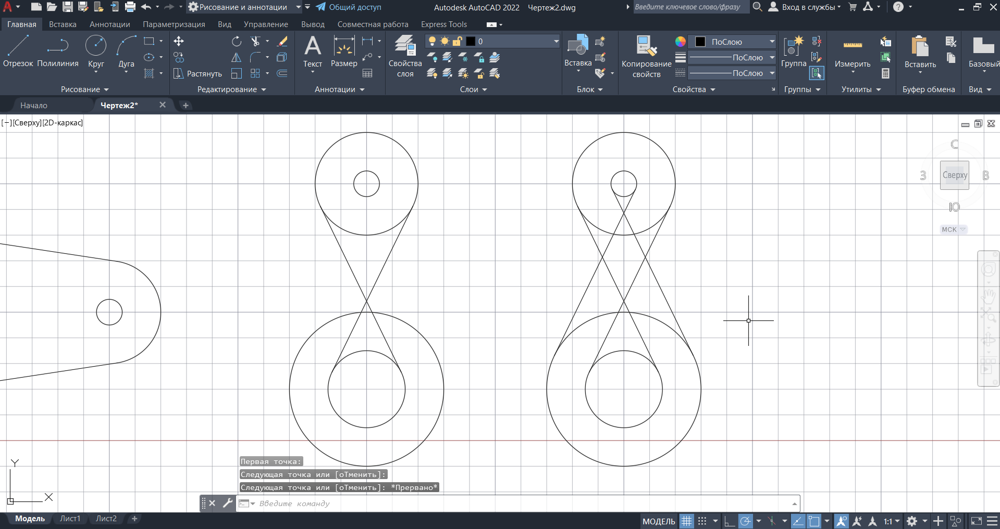 Рисование и аннотации
Общий доступ
Autodesk AutoCAD 2022 Чертеж2.dwg
Введите ключевое слово/фразу
Вход в службы
Главная Вставка Аннотации Параметризация Вид Управление Вывод Совместная работа Express Tools
Отрезок Полилиния Круг Дуга
Растянуть
Текст Размер
Свойства слоя
0
Вставка
Копирование свойств
ПоСлою
ПоСлою
ПоСлою
Группа
Измерить
Вставить
Базовый
Рисование Редактирование Аннотации Слои Блок Свойства Группы Утилиты Буфер обмена Вид
Начало Чертеж2*
[−][Сверху][2D-каркас]
С
З Сверху В
Ю
МСК
Y
X
Первая точка:
Следующая точка или [оТменить]:
Следующая точка или [оТменить]: *Прервано*
Введите команду
Модель Лист1 Лист2
МОДЕЛЬ
1:1